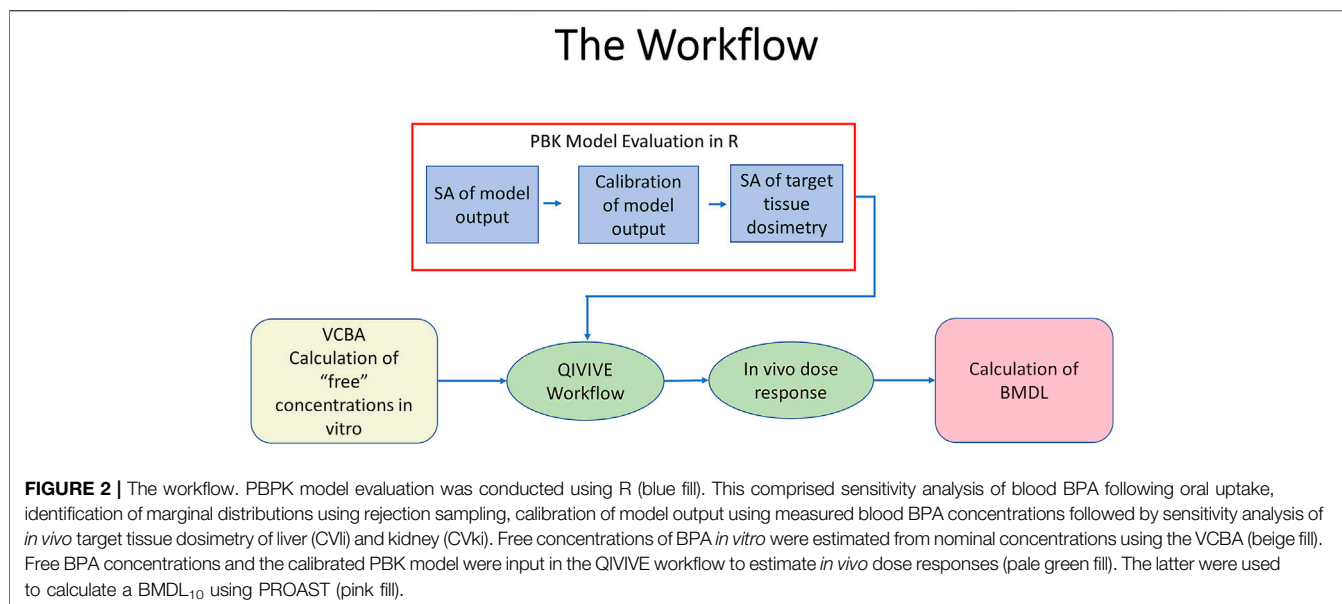 The Workflow
PBK Model Evaluation in R
SA of model
output
Calibration
of model
output
SA of target
tissue
dosimetry
VCBA
Calculation of
“free”
concentrations in
vitro
QIVIVE
Workflow
In vivo dose
response
Calculation of
BMDL
FIGURE 2 | The workflow. PBPK model evaluation was conducted using R (blue fill). This comprised sensitivity analysis of blood BPA following oral uptake,
identification of marginal distributions using rejection sampling, calibration of model output using measured blood BPA concentrations followed by sensitivity analysis of
in vivo target tissue dosimetry of liver (CVli) and kidney (CVki). Free concentrations of BPA in vitro were estimated from nominal concentrations using the VCBA (beige fill).
Free BPA concentrations and the calibrated PBK model were input in the QIVIVE workflow to estimate in vivo dose responses (pale green fill). The latter were used
to calculate a BMDL₁₀ using PROAST (pink fill).